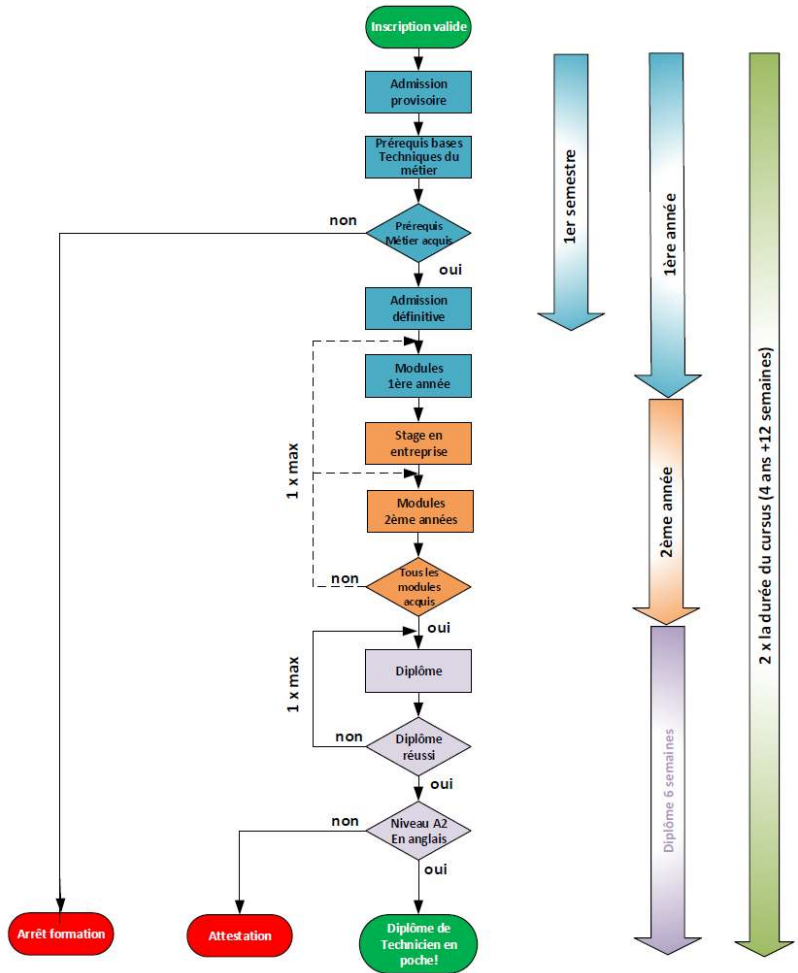 Inscription valide
Admission
provisoire
Prérequis bases
Techniques du
métier
non
Prérequis
Métier acquis
oui
Admission
définitive
Modules
1ère année
Stage en
entreprise
1 x max
Modules
2ème années
non
Tous les
modules
acquis
oui
Diplôme
1 x max
non
Diplôme
réussi
oui
non
Niveau A2
En anglais
oui
Arrêt formation
Attestation
Diplôme de
Technicien en
poche!
1er semestre
1ère année
2ème année
Diplôme 6 semaines
2 x la durée du cursus (4 ans +12 semaines)